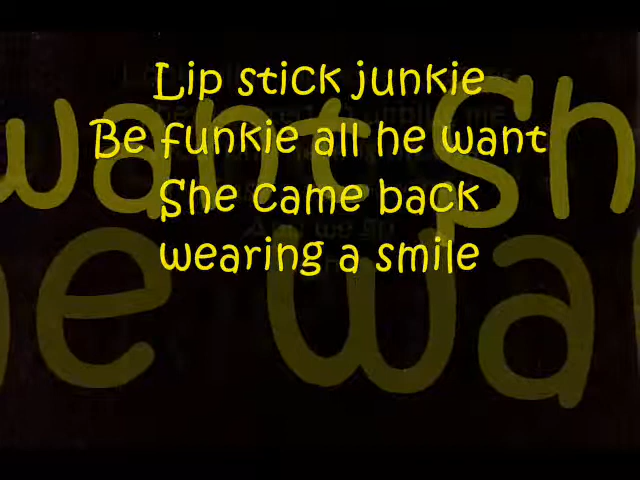 Lip stick junkie
Be funkie all he want
She came back
wearing a smile